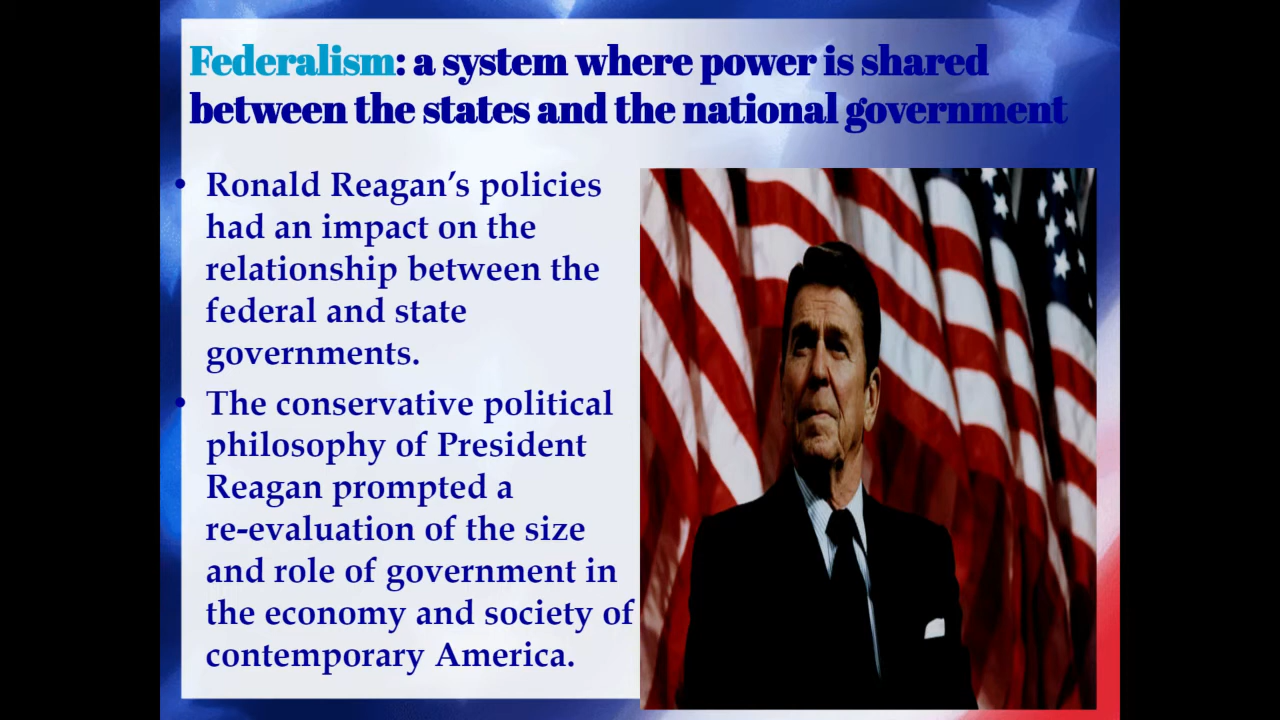 Federalism: a system where power is shared
between the states and the national government
• Ronald Reagan’s policies
had an impact on the
relationship between the
federal and state
governments.
• The conservative political
philosophy of President
Reagan prompted a
re-evaluation of the size
and role of government in
the economy and society of
contemporary America.